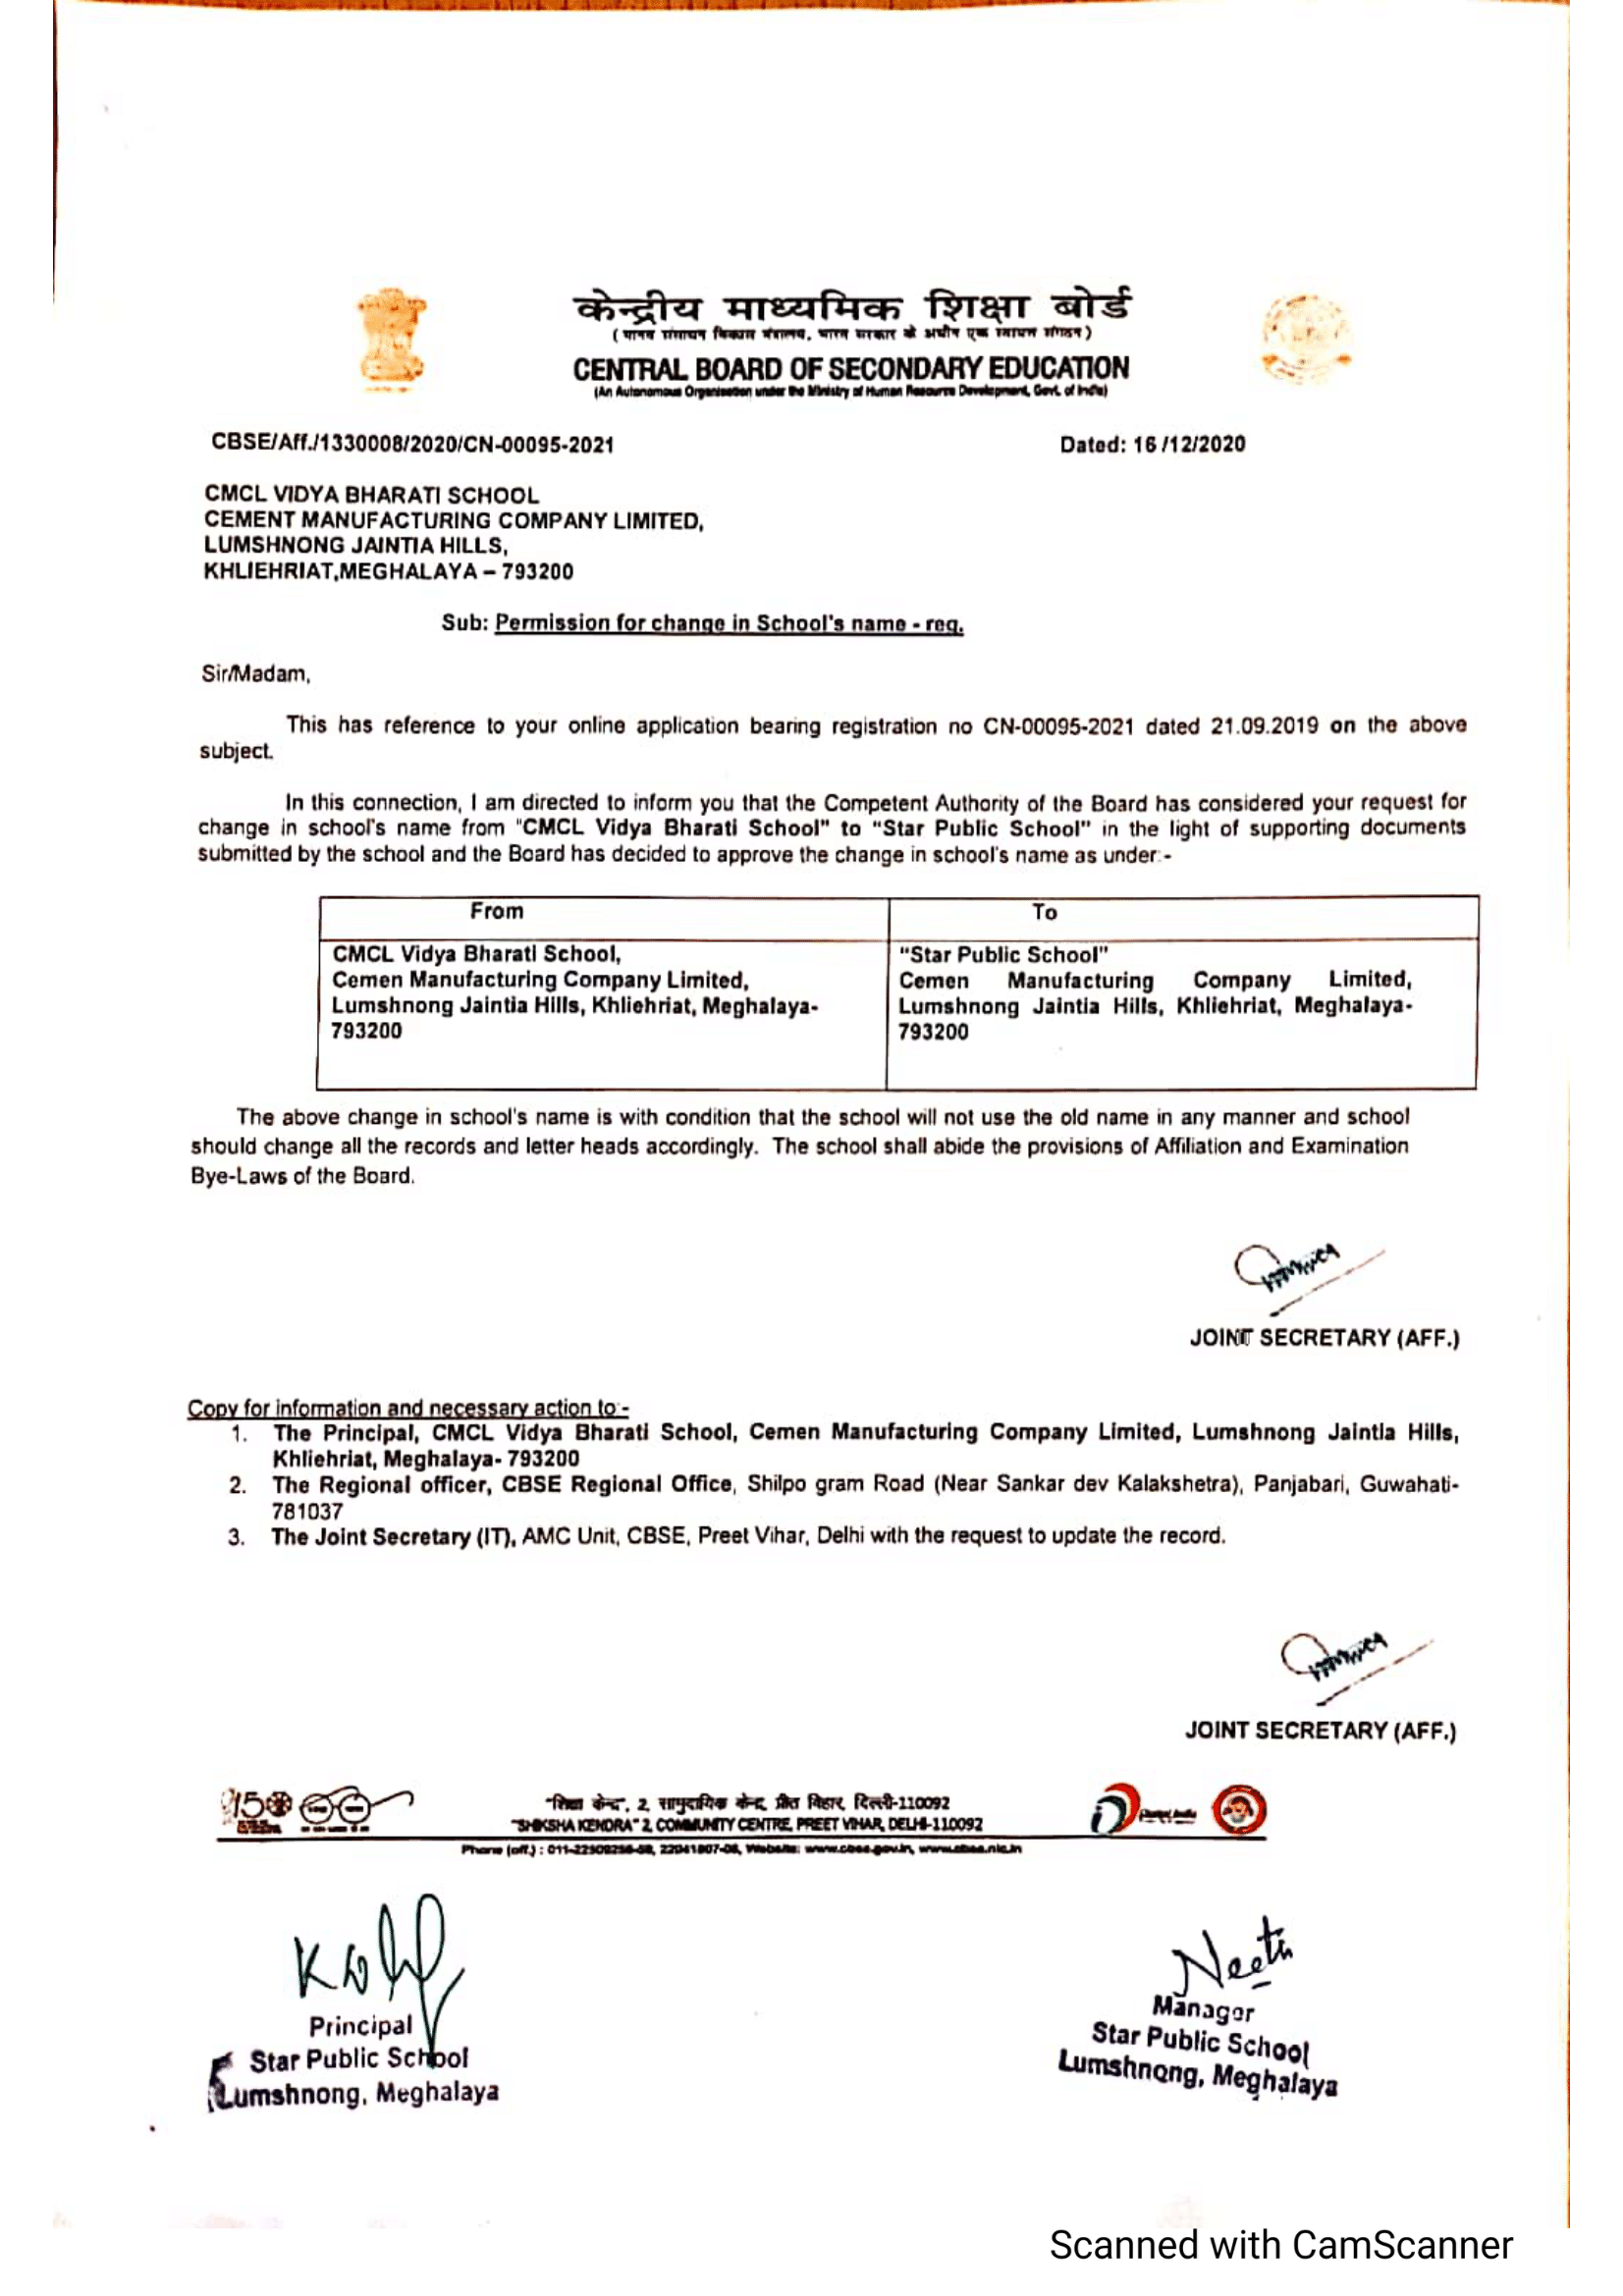 केन्द्रीय माध्यमिक शिक्षा बोर्ड
(मानव संसाधन विकास मंत्रालय, भारत सरकार के अधीन एक स्वायत्त संगठन)
CENTRAL BOARD OF SECONDARY EDUCATION
(An Autonomous Organisation under the Ministry of Human Resource Development, Govt. of India)
CBSE/Aff./1330008/2020/CN-00095-2021 Dated: 16/12/2020
CMCL VIDYA BHARATI SCHOOL
CEMENT MANUFACTURING COMPANY LIMITED,
LUMSHNONG JAINTIA HILLS,
KHLIEHRIAT,MEGHALAYA – 793200
Sub: Permission for change in School's name - reg.
Sir/Madam,
This has reference to your online application bearing registration no CN-00095-2021 dated 21.09.2019 on the above
subject.
In this connection, I am directed to inform you that the Competent Authority of the Board has considered your request for
change in school's name from "CMCL Vidya Bharati School" to "Star Public School" in the light of supporting documents
submitted by the school and the Board has decided to approve the change in school's name as under:-
From To
CMCL Vidya Bharati School, "Star Public School"
Cemen Manufacturing Company Limited, Cemen Manufacturing Company Limited,
Lumshnong Jaintia Hills, Khliehriat, Meghalaya- Lumshnong Jaintia Hills, Khliehriat, Meghalaya-
793200 793200
The above change in school's name is with condition that the school will not use the old name in any manner and school
should change all the records and letter heads accordingly. The school shall abide the provisions of Affiliation and Examination
Bye-Laws of the Board.
JOINT SECRETARY (AFF.)
Copy for information and necessary action to:-
1. The Principal, CMCL Vidya Bharati School, Cemen Manufacturing Company Limited, Lumshnong Jaintia Hills,
Khliehriat, Meghalaya- 793200
2. The Regional officer, CBSE Regional Office, Shilpo gram Road (Near Sankar dev Kalakshetra), Panjabari, Guwahati-
781037
3. The Joint Secretary (IT), AMC Unit, CBSE, Preet Vihar, Delhi with the request to update the record.
JOINT SECRETARY (AFF.)
150
"शिक्षा केन्द्र", 2, सामुदायिक केन्द्र, प्रीत विहार, दिल्ली-110092
"SHIKSHA KENDRA" 2, COMMUNITY CENTRE, PREET VIHAR, DELHI-110092
Phone (off.) : 011-22509256-58, 22041807-08, Website: www.cbse.gov.in, www.cbse.nic.in
Neeta
Principal Manager
Star Public School Star Public School
Lumshnong, Meghalaya Lumshnong, Meghalaya
Scanned with CamScanner